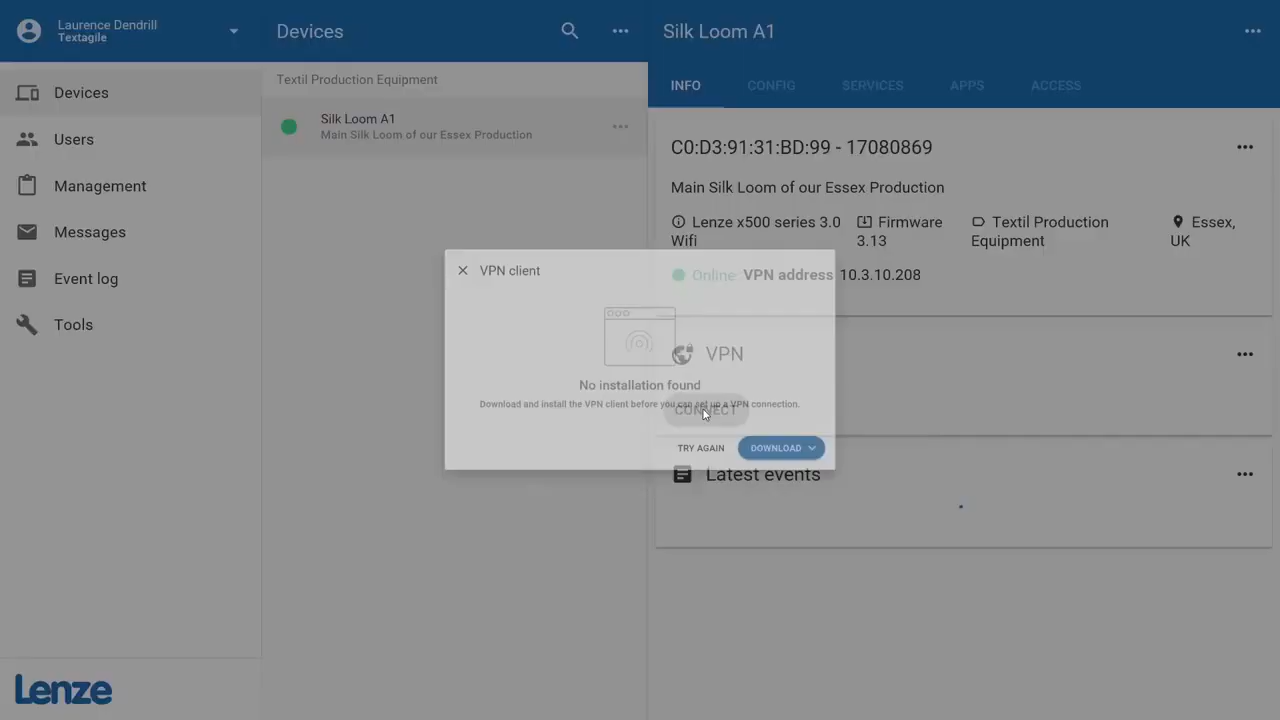 Laurence Dendrill
Textagile
Devices
Users
Management
Messages
Event log
Tools
Lenze
Devices
Textil Production Equipment
Silk Loom A1
Main Silk Loom of our Essex Production
Silk Loom A1
INFO CONFIG SERVICES APPS ACCESS
C0:D3:91:31:BD:99 - 17080869
Main Silk Loom of our Essex Production
Lenze x500 series 3.0 Firmware Textil Production Essex,
Wifi 3.13 Equipment UK
Online VPN address 10.3.10.208
VPN
CONNECT
Latest events
VPN client
No installation found
Download and install the VPN client before you can set up a VPN connection.
TRY AGAIN DOWNLOAD